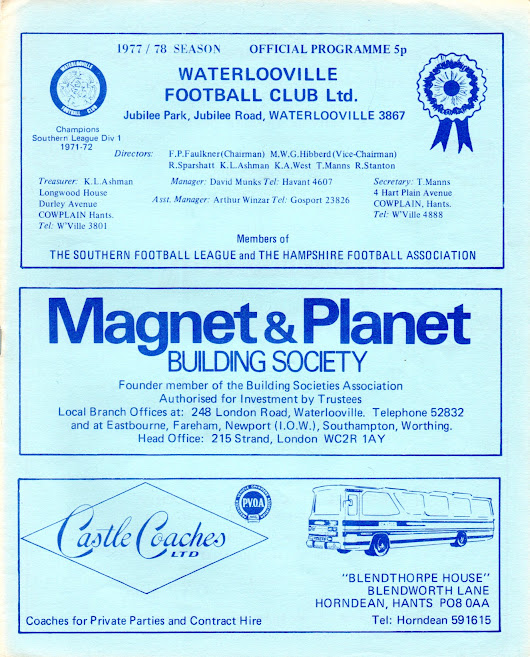 1977 / 78 SEASON OFFICIAL PROGRAMME 5p
WATERLOOVILLE
FOOTBALL CLUB Ltd.
Jubilee Park, Jubilee Road, WATERLOOVILLE 3867
WATERLOOVILLE
FOOTBALL CLUB
Champions
Southern League Div 1
1971-72
Directors: F.P.Faulkner(Chairman) M.W.G.Hibberd(Vice-Chairman)
R.Sparshatt K.L.Ashman K.A.West T.Manns R.Stanton
Treasurer: K.L.Ashman
Longwood House
Durley Avenue
COWPLAIN Hants.
Tel: W'Ville 3801
Manager: David Munks Tel: Havant 4607
Asst. Manager: Arthur Winzar Tel: Gosport 23826
Secretary: T.Manns
4 Hart Plain Avenue
COWPLAIN, Hants.
Tel: W'Ville 4888
Members of
THE SOUTHERN FOOTBALL LEAGUE and THE HAMPSHIRE FOOTBALL ASSOCIATION
Magnet & Planet
BUILDING SOCIETY
Founder member of the Building Societies Association
Authorised for Investment by Trustees
Local Branch Offices at: 248 London Road, Waterlooville. Telephone 52832
and at Eastbourne, Fareham, Newport (I.O.W.), Southampton, Worthing.
Head Office: 215 Strand, London WC2R 1AY
Castle Coaches
LTD
PVOA
"BLENDTHORPE HOUSE"
BLENDWORTH LANE
HORNDEAN, HANTS PO8 0AA
Coaches for Private Parties and Contract Hire
Tel: Horndean 591615